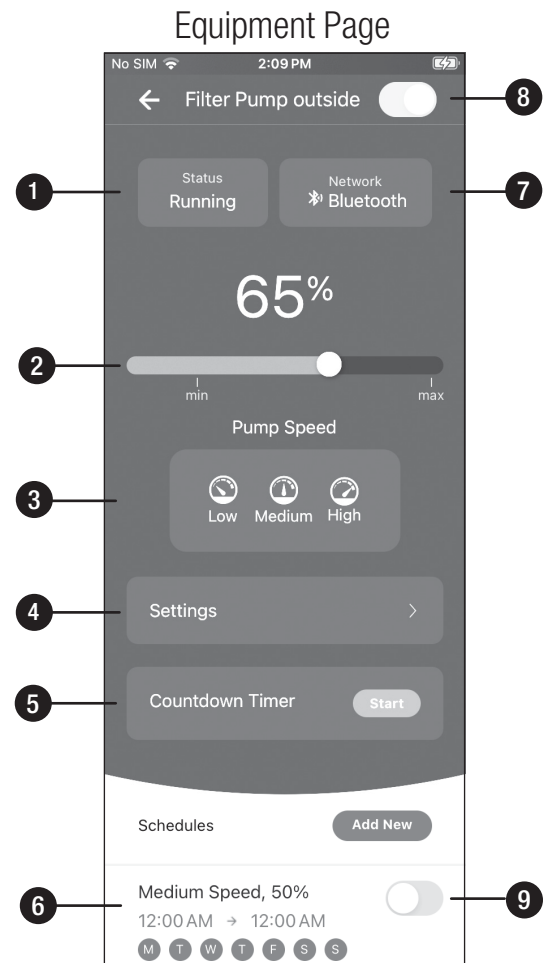 Equipment Page
No SIM 2:09 PM
Filter Pump outside
8
1
Status
Running
Network
Bluetooth
7
65%
2
min
max
Pump Speed
3
Low Medium High
4
Settings
5
Countdown Timer
Start
Schedules
Add New
6
Medium Speed, 50%
9
12:00 AM → 12:00 AM
M T W T F S S